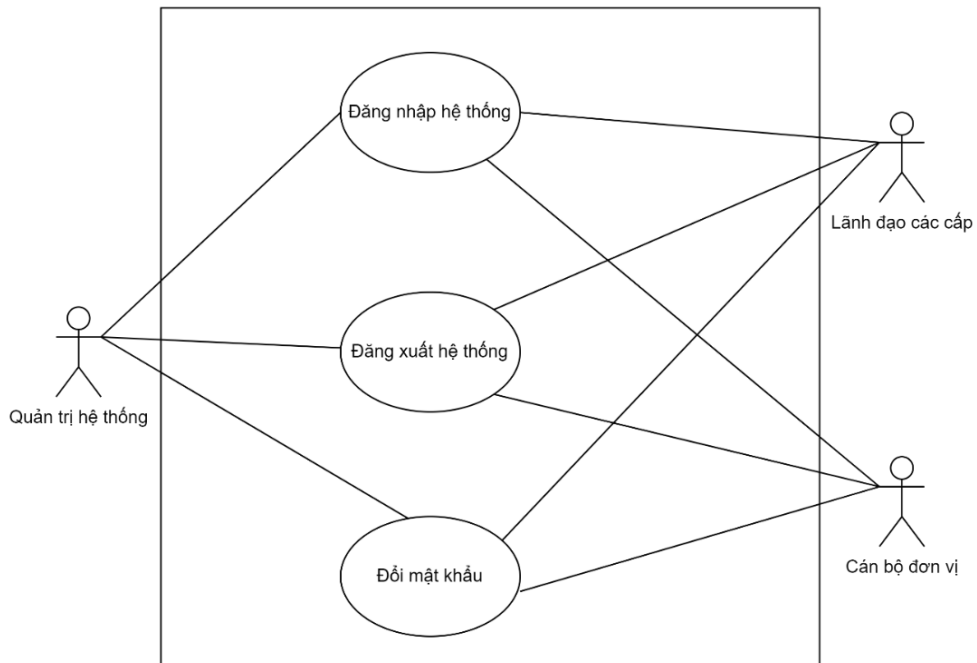 Đăng nhập hệ thống
Lãnh đạo các cấp
Đăng xuất hệ thống
Quản trị hệ thống
Đổi mật khẩu
Cán bộ đơn vị